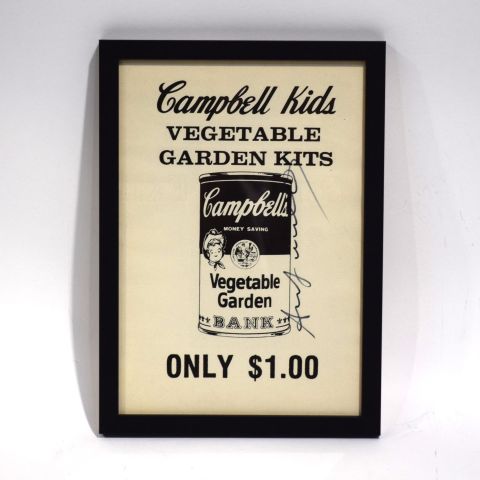 Campbell Kids
VEGETABLE
GARDEN KITS
Campbell's
MONEY SAVING
Vegetable
Garden
BANK
ONLY $1.00